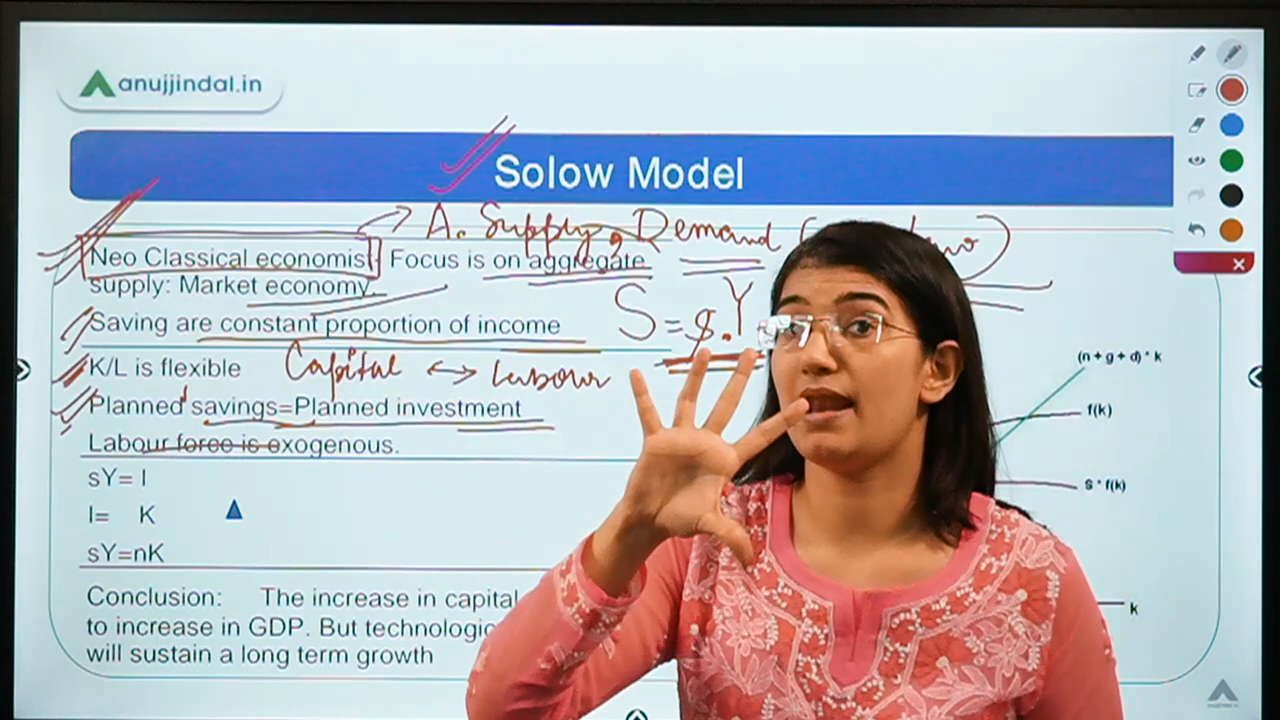 anujjindal.in
Solow Model
A. Supply, Demand (
Neo Classical economist Focus is on aggregate
supply: Market economy.
Saving are constant proportion of income
S = s.Y
K/L is flexible
Capital ↔ labour
Planned savings=Planned investment
Labour force is exogenous.
sY= I
I= K
sY=nK
Conclusion: The increase in capital
to increase in GDP. But
will sustain a long term growth
(n + g + d) * k
f(k)
S * f(k)
k